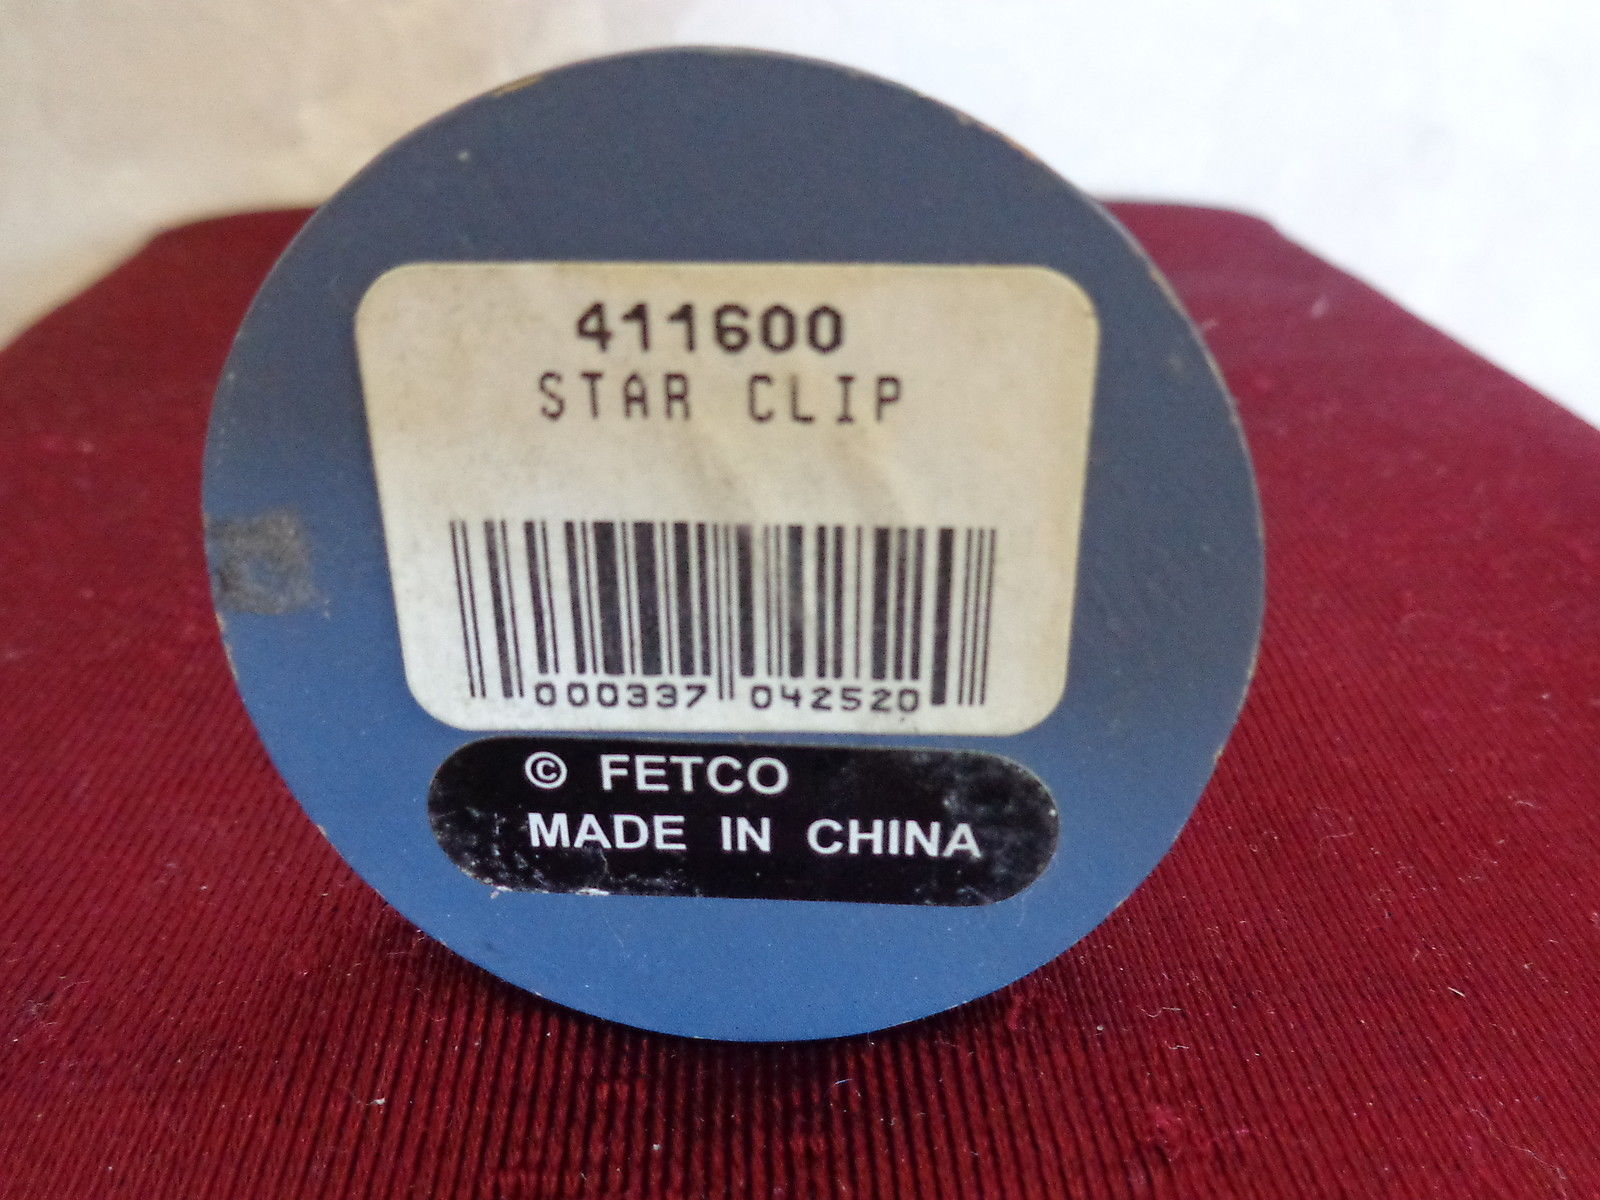 411600
STAR CLIP
000337 042520
© FETCO
MADE IN CHINA